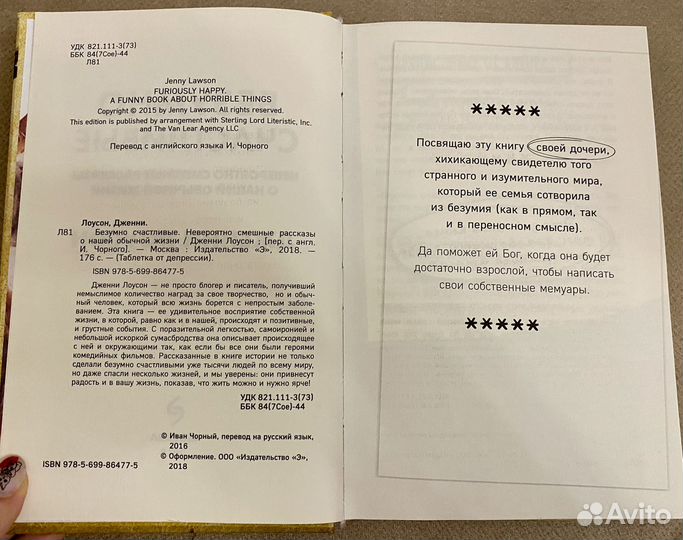 УДК 821.111-3(73)
ББК 84(7Сое)-44
Л81
Jenny Lawson
FURIOUSLY HAPPY.
A FUNNY BOOK ABOUT HORRIBLE THINGS
Copyright © 2015 by Jenny Lawson. All rights reserved.
This edition is published by arrangement with Sterling Lord Literistic, Inc.
and The Van Lear Agency LLC
Перевод с английского языка И. Чорного
Лоусон, Дженни.
Л81 Безумно счастливые. Невероятно смешные рассказы
о нашей обычной жизни / Дженни Лоусон ; [пер. с англ.
И. Чорного]. — Москва : Издательство «Э», 2018. —
176 с. — (Таблетка от депрессии).
ISBN 978-5-699-86477-5
Дженни Лоусон — не просто блогер и писатель, получивший
немыслимое количество наград за свое творчество, но и обыч-
ный человек, который всю жизнь борется с непростым заболе-
ванием. Эта книга — ее удивительное восприятие собственной
жизни, в которой, равно как и в нашей, происходят и позитивные,
и грустные события. С поразительной легкостью, самоиронией и
небольшой искоркой сумасбродства она описывает происходящее
с ней и окружающими так, как если бы все они были героями
комедийных фильмов. Рассказанные в книге истории не только
сделали безумно счастливыми уже тысячи людей по всему миру,
но даже спасли несколько жизней, и мы уверены: они привнесут
радость и в вашу жизнь, показав, что жить можно и нужно ярче!
УДК 821.111-3(73)
ББК 84(7Сое)-44
© Иван Чорный, перевод на русский язык,
2016
© Оформление. ООО «Издательство «Э»,
2018
ISBN 978-5-699-86477-5
*****
Посвящаю эту книгу своей дочери,
хихикающему свидетелю того
странного и изумительного мира,
который ее семья сотворила
из безумия (как в прямом, так
и в переносном смысле).
Да поможет ей Бог, когда она будет
достаточно взрослой, чтобы написать
свои собственные мемуары.
*****
Avito